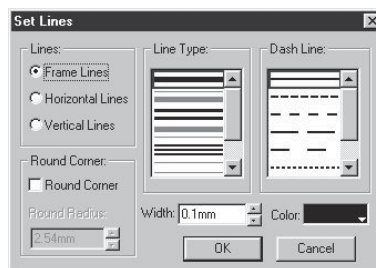 Set Lines
Lines:
Frame Lines
Horizontal Lines
Vertical Lines
Round Corner:
Round Corner
Round Radius:
2.54mm
Line Type:
Dash Line:
Width: 0.1mm
Color:
OK
Cancel